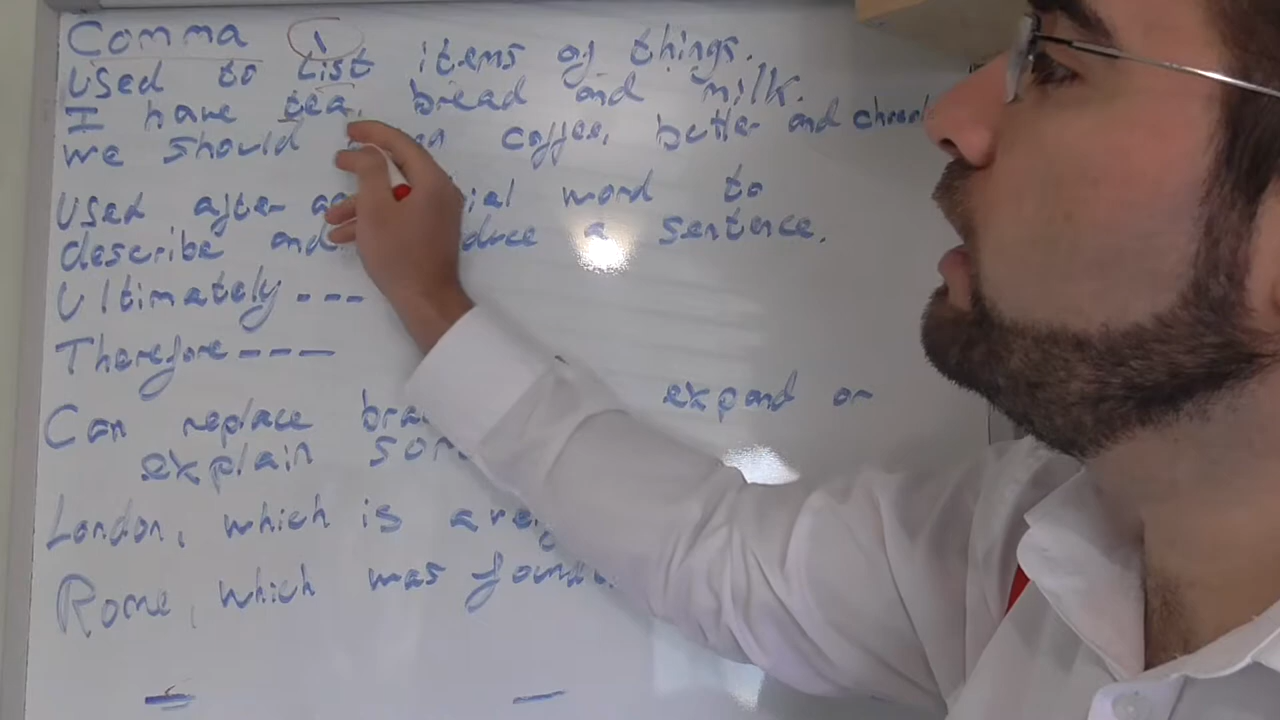 Comma ,
Used to List items of things.
I have tea, bread and milk.
We should coffee, butter and
Used after word to
describe and a sentence.
Ultimately ---
Therefore ---
Can replace expand or
explain
London, which is a
Rome, which was